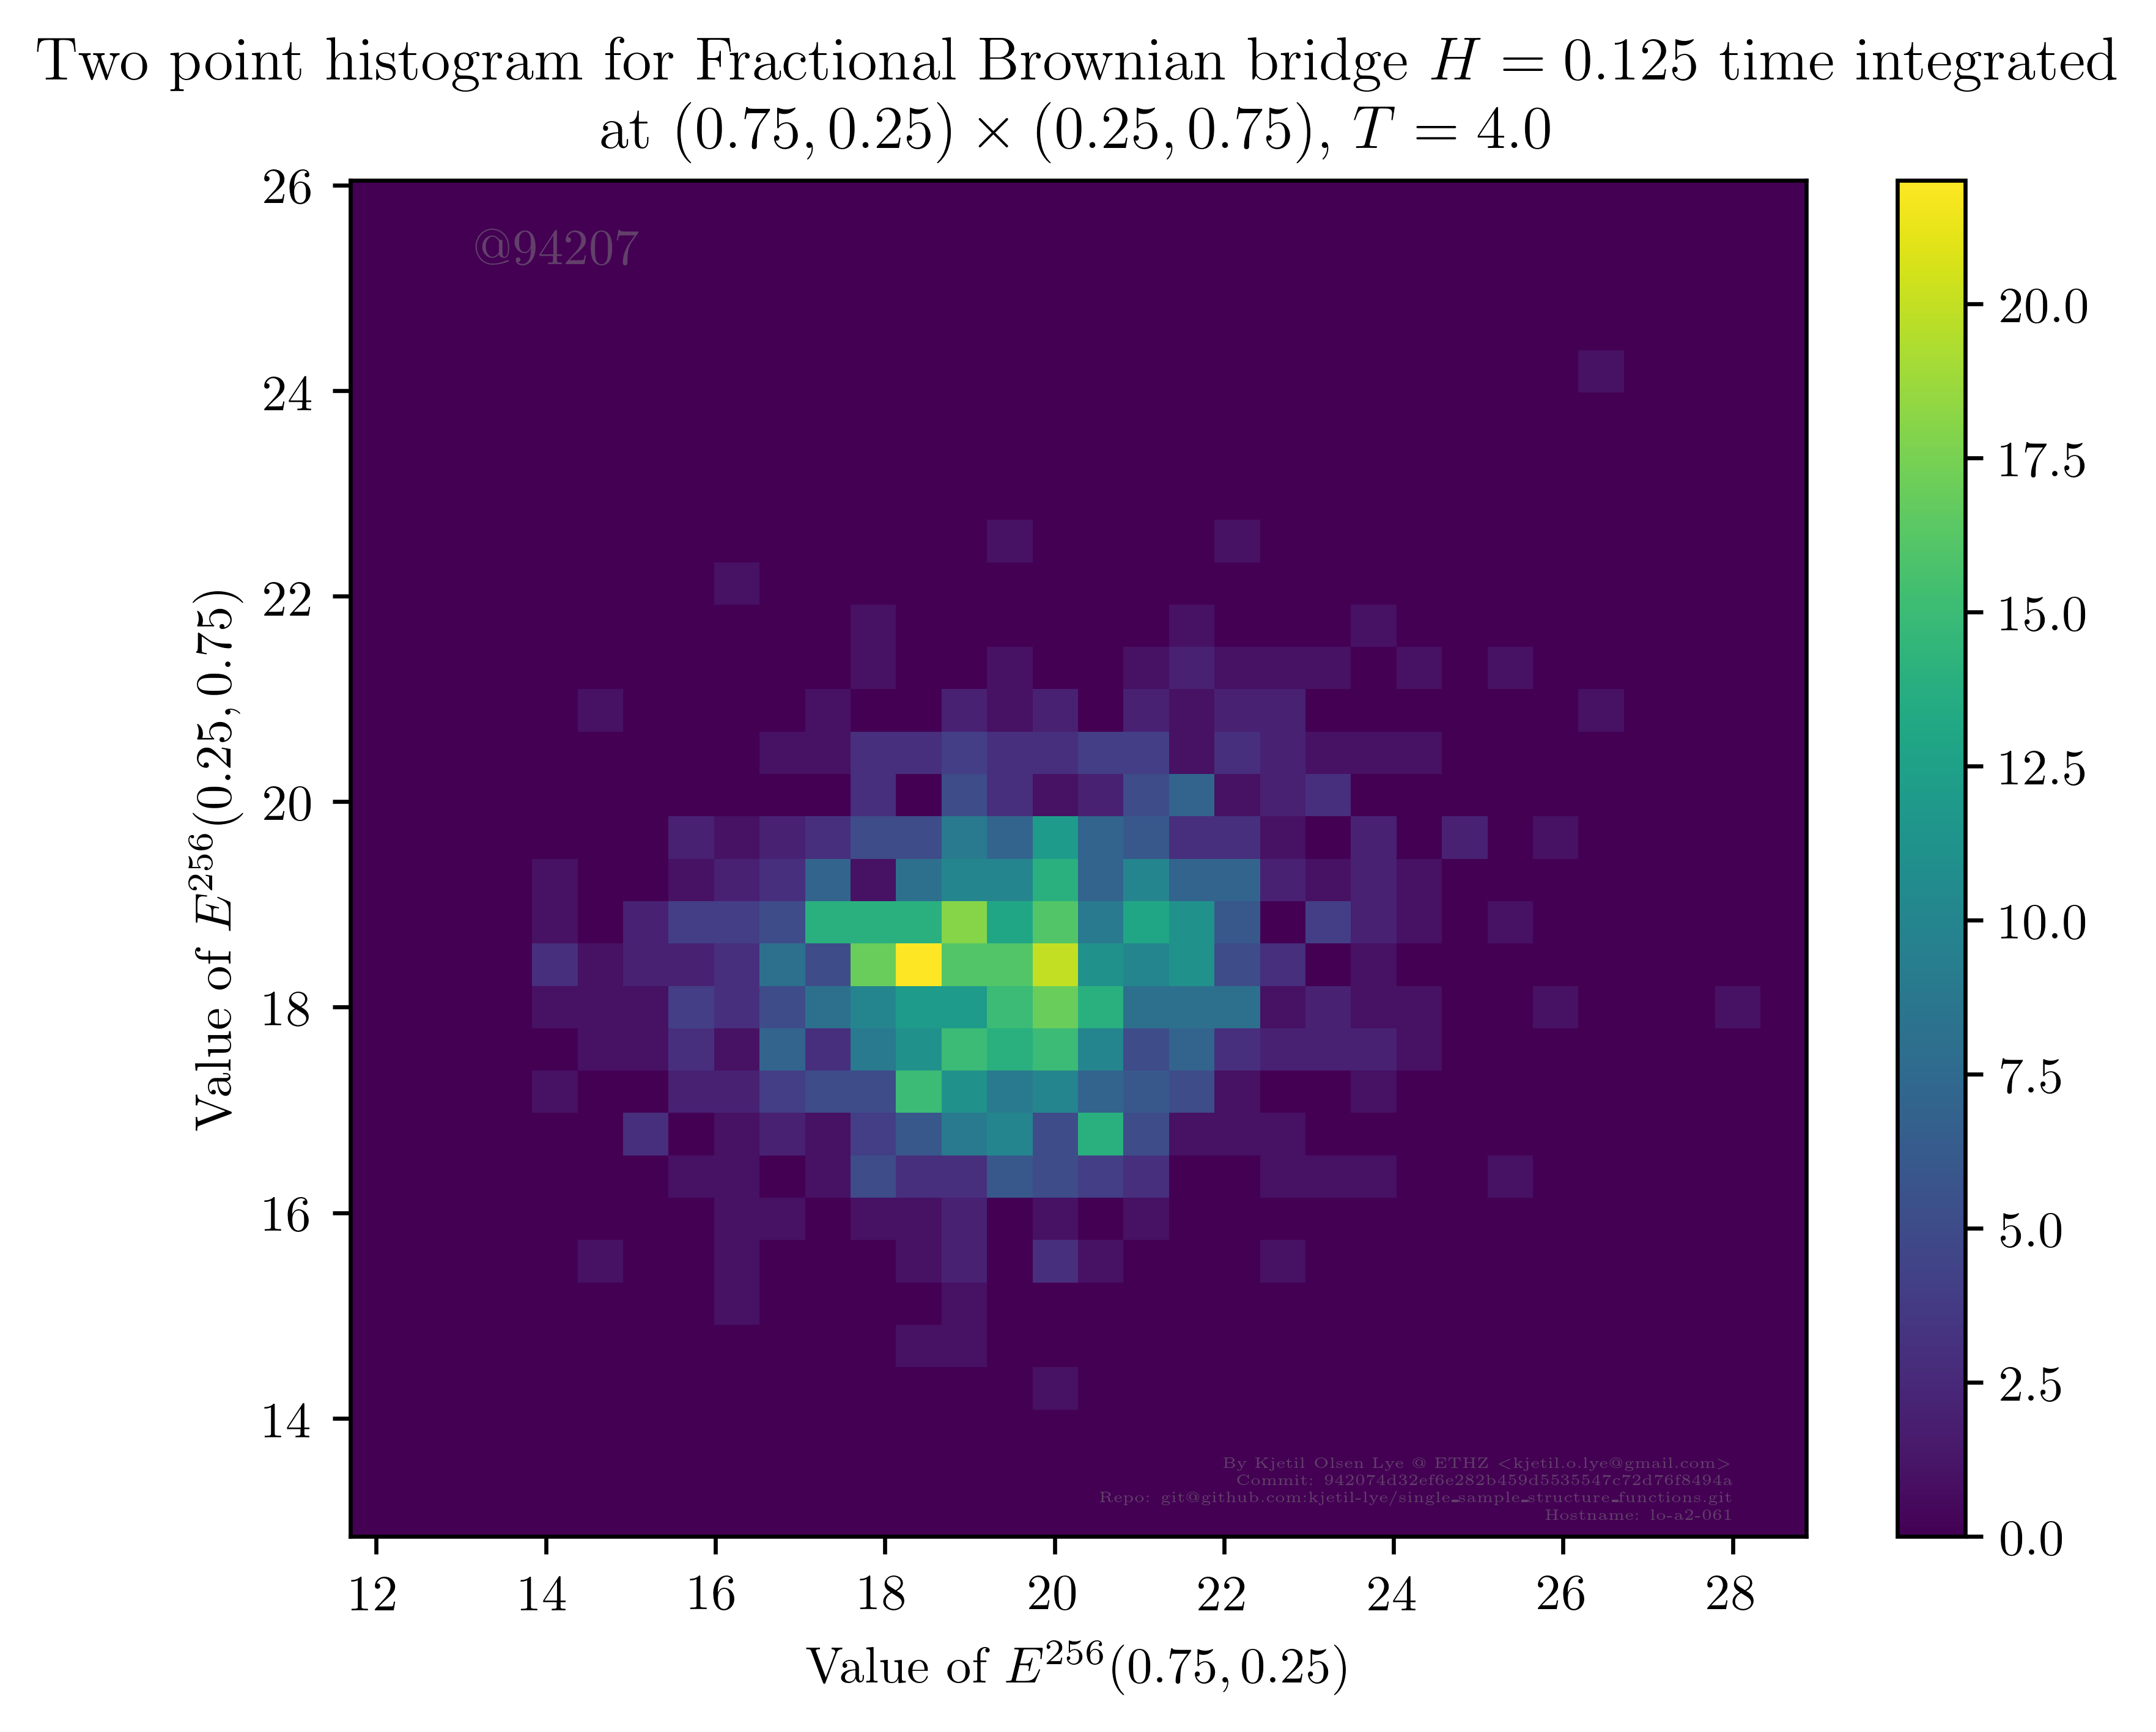 Two point histogram for Fractional Brownian bridge H = 0.125 time integrated
at (0.75, 0.25) × (0.25, 0.75), T = 4.0
26
24
22
20
18
16
14
Value of E^256(0.25, 0.75)
@94207
By Kjetil Olsen Lye @ ETHZ <kjetil.o.lye@gmail.com>
Commit: 942074d32ef6e282b459d5535547c72d76f8494a
Repo: git@github.com:kjetil-lye/single_sample_structure_functions.git
Hostname: lo-a2-061
12 14 16 18 20 22 24 26 28
Value of E^256(0.75, 0.25)
20.0
17.5
15.0
12.5
10.0
7.5
5.0
2.5
0.0